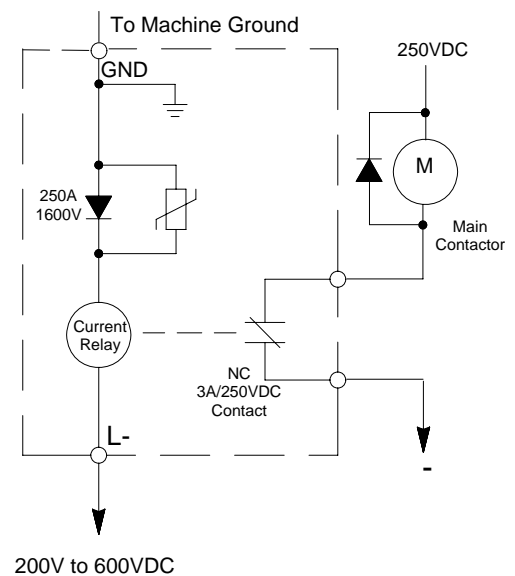 To Machine Ground
GND
250VDC
250A
1600V
M
Main
Contactor
Current
Relay
NC
3A/250VDC
Contact
L-
-
200V to 600VDC